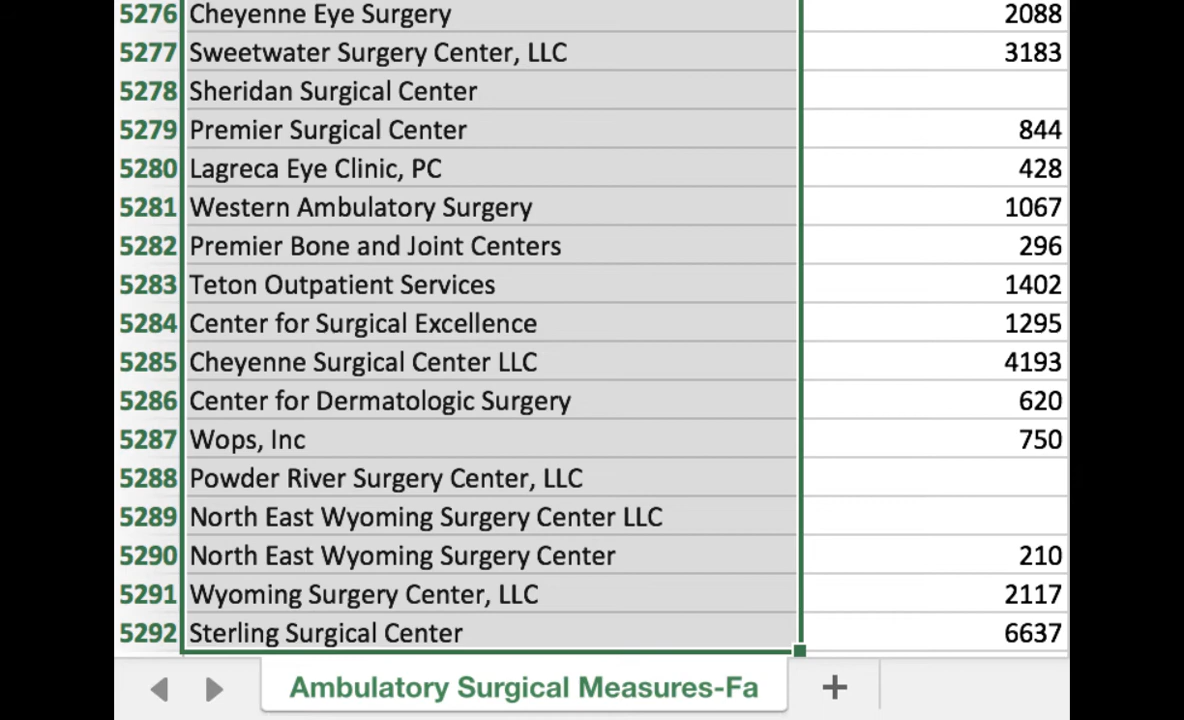 5276 Cheyenne Eye Surgery 2088
5277 Sweetwater Surgery Center, LLC 3183
5278 Sheridan Surgical Center
5279 Premier Surgical Center 844
5280 Lagreca Eye Clinic, PC 428
5281 Western Ambulatory Surgery 1067
5282 Premier Bone and Joint Centers 296
5283 Teton Outpatient Services 1402
5284 Center for Surgical Excellence 1295
5285 Cheyenne Surgical Center LLC 4193
5286 Center for Dermatologic Surgery 620
5287 Wops, Inc 750
5288 Powder River Surgery Center, LLC
5289 North East Wyoming Surgery Center LLC
5290 North East Wyoming Surgery Center 210
5291 Wyoming Surgery Center, LLC 2117
5292 Sterling Surgical Center 6637
Ambulatory Surgical Measures-Fa +